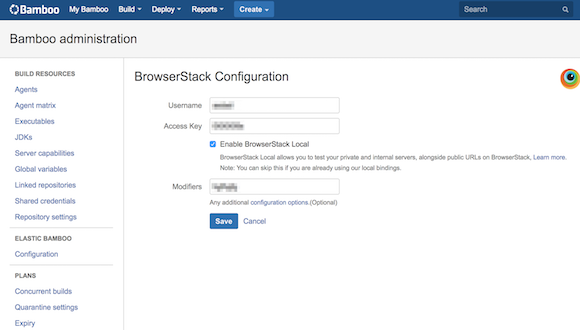 Bamboo My Bamboo Build Deploy Reports Create Search
Bamboo administration
BUILD RESOURCES
Agents
Agent matrix
Executables
JDKs
Server capabilities
Global variables
Linked repositories
Shared credentials
Repository settings
ELASTIC BAMBOO
Configuration
PLANS
Concurrent builds
Quarantine settings
Expiry
BrowserStack Configuration
Username
Access Key
Enable BrowserStack Local
BrowserStack Local allows you to test your private and internal servers, alongside public URLs on BrowserStack, Learn more.
Note: You can skip this if you are already using our local bindings.
Modifiers
Any additional configuration options.(Optional)
Save Cancel